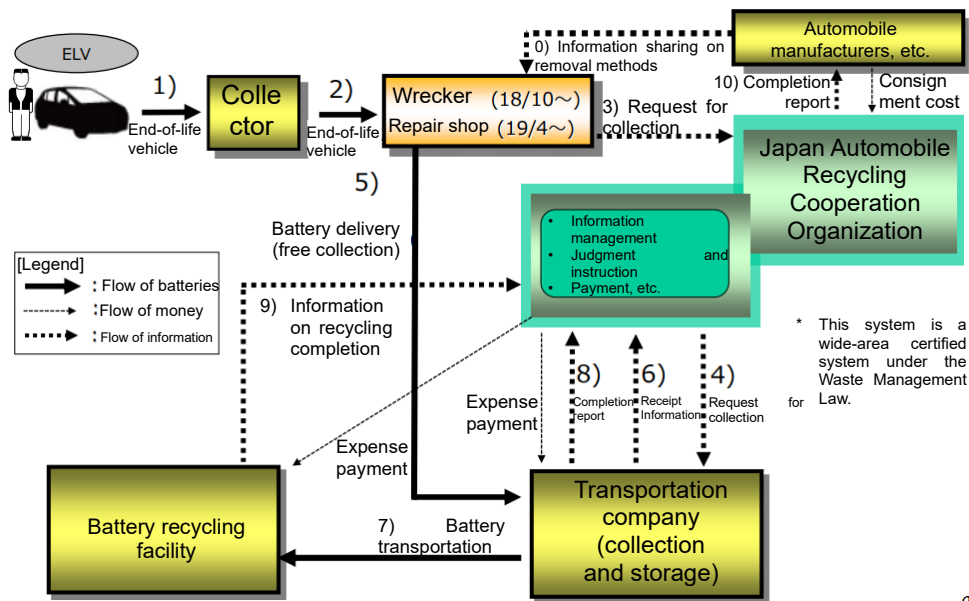 ELV
1)
End-of-life
vehicle
Colle
ctor
2)
End-of-life
vehicle
Wrecker (18/10～)
Repair shop (19/4～)
0) Information sharing on
removal methods
Automobile
manufacturers, etc.
10) Completion
report
Consign
ment cost
3) Request for
collection
Japan Automobile
Recycling
Cooperation
Organization
• Information
management
• Judgment and
instruction
• Payment, etc.
5)
Battery delivery
(free collection)
[Legend]
: Flow of batteries
:Flow of money
: Flow of information
9) Information
on recycling
completion
* This system is a
wide-area certified
system under the
Waste Management
Law.
Expense
payment
8)
Completion
report
6)
Receipt
Information
4)
Request for
collection
Expense
payment
Battery recycling
facility
7) Battery
transportation
Transportation
company
(collection
and storage)